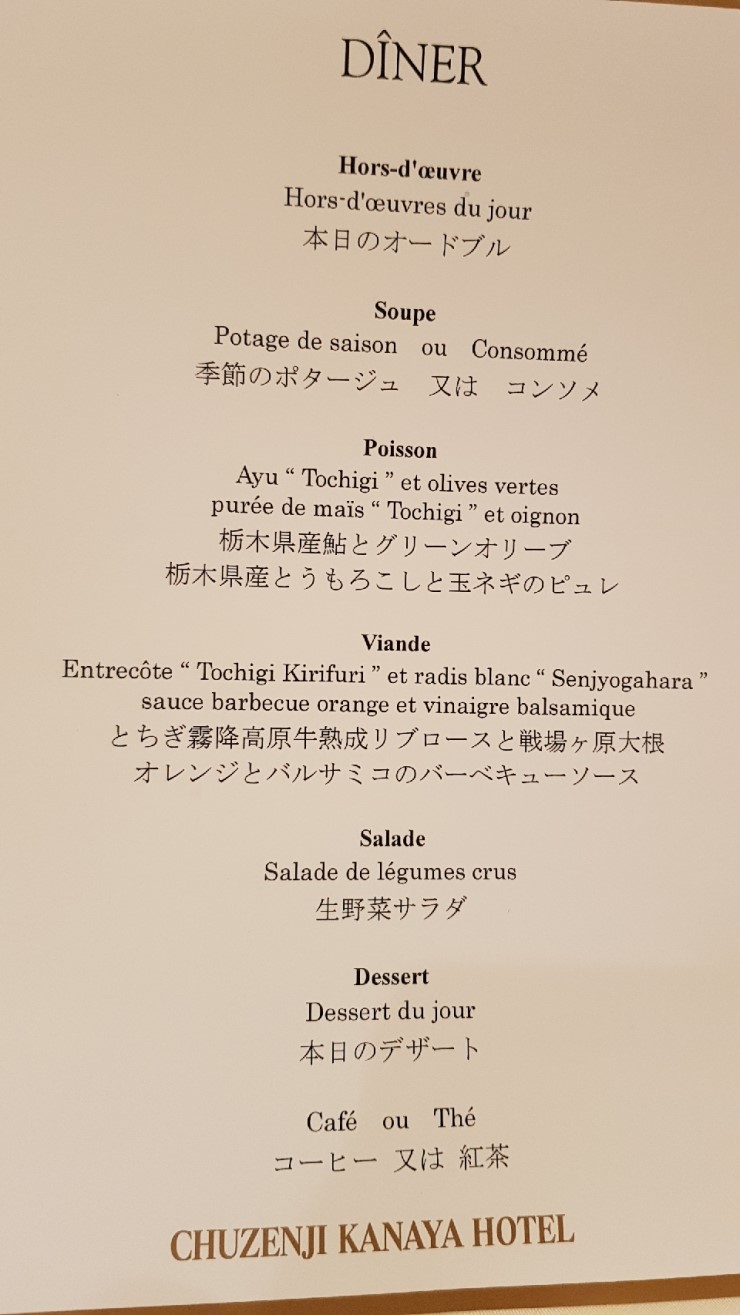 DÎNER
Hors-d'œuvre
Hors-d'œuvres du jour
本日のオードブル
Soupe
Potage de saison ou Consommé
季節のポタージュ 又は コンソメ
Poisson
Ayu “ Tochigi ” et olives vertes
purée de maïs “ Tochigi ” et oignon
栃木県産鮎とグリーンオリーブ
栃木県産とうもろこしと玉ネギのピュレ
Viande
Entrecôte “ Tochigi Kirifuri ” et radis blanc “ Senjyogahara ”
sauce barbecue orange et vinaigre balsamique
とちぎ霧降高原牛熟成リブロースと戦場ヶ原大根
オレンジとバルサミコのバーベキューソース
Salade
Salade de légumes crus
生野菜サラダ
Dessert
Dessert du jour
本日のデザート
Café ou Thé
コーヒー 又は 紅茶
CHUZENJI KANAYA HOTEL